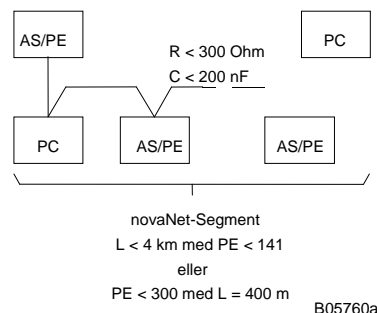 AS/PE
PC
R < 300 Ohm
C < 200 nF
PC
AS/PE
AS/PE
novaNet-Segment
L < 4 km med PE < 141
eller
PE < 300 med L = 400 m
B05760a